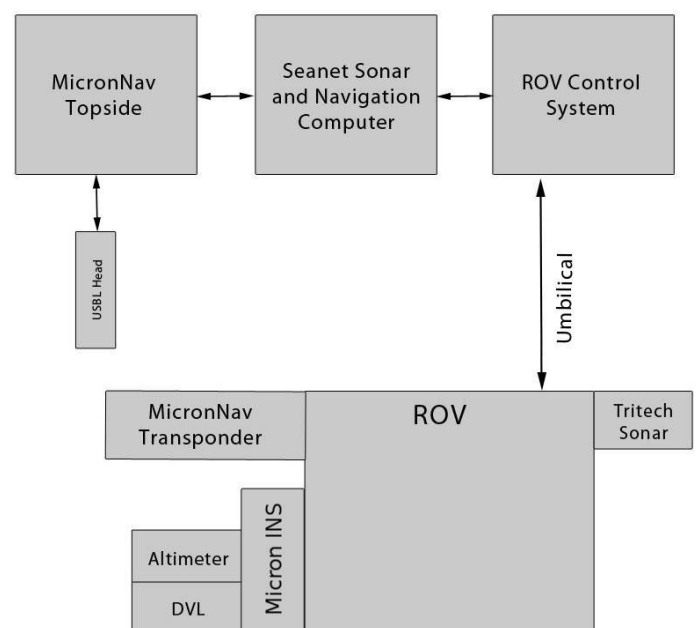 MicronNav
Topside
Seanet Sonar
and Navigation
Computer
ROV Control
System
USBL Head
Umbilical
MicronNav
Transponder
ROV
Tritech
Sonar
Micron INS
Altimeter
DVL